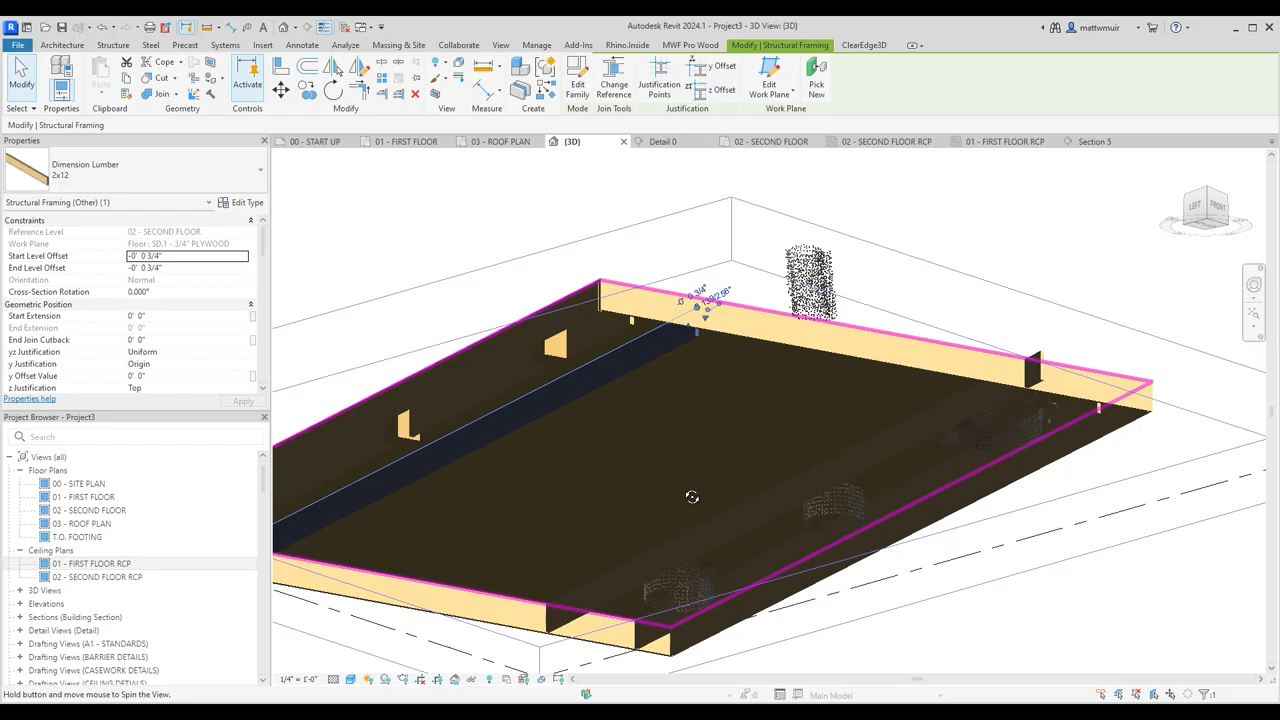 Autodesk Revit 2024.1 - Project3 - 3D View: {3D}
mattwmuir
File Architecture Structure Steel Precast Systems Insert Annotate Analyze Massing & Site Collaborate View Manage Add-Ins Rhino.Inside MWF Pro Wood Modify | Structural Framing ClearEdge3D
Modify
Select
Properties
Properties
Paste
Clipboard
Cope
Cut
Join
Geometry
Activate
Controls
Modify
View
Measure
Create
Edit Family
Mode
Change Reference
Join Tools
Justification Points
y Offset
z Offset
Justification
Edit Work Plane
Pick New
Work Plane
Modify | Structural Framing
Properties
Dimension Lumber
2x12
Structural Framing (Other) (1)
Edit Type
Constraints
Reference Level 02 - SECOND FLOOR
Work Plane Floor : SD.1 - 3/4" PLYWOOD
Start Level Offset -0' 0 3/4"
End Level Offset -0' 0 3/4"
Orientation Normal
Cross-Section Rotation 0.000°
Geometric Position
Start Extension 0' 0"
End Extension 0' 0"
End Join Cutback 0' 0"
yz Justification Uniform
y Justification Origin
y Offset Value 0' 0"
z Justification Top
Properties help
Apply
Project Browser - Project3
Search
Views (all)
Floor Plans
00 - SITE PLAN
01 - FIRST FLOOR
02 - SECOND FLOOR
03 - ROOF PLAN
T.O. FOOTING
Ceiling Plans
01 - FIRST FLOOR RCP
02 - SECOND FLOOR RCP
3D Views
Elevations
Sections (Building Section)
Detail Views (Detail)
Drafting Views (A1 - STANDARDS)
Drafting Views (BARRIER DETAILS)
Drafting Views (CASEWORK DETAILS)
00 - START UP
01 - FIRST FLOOR
03 - ROOF PLAN
{3D}
Detail 0
02 - SECOND FLOOR
02 - SECOND FLOOR RCP
01 - FIRST FLOOR RCP
Section 5
LEFT FRONT
-0' 0 3/4"
1/4" = 1'-0"
Hold button and move mouse to Spin the View.
:0
Main Model
:1